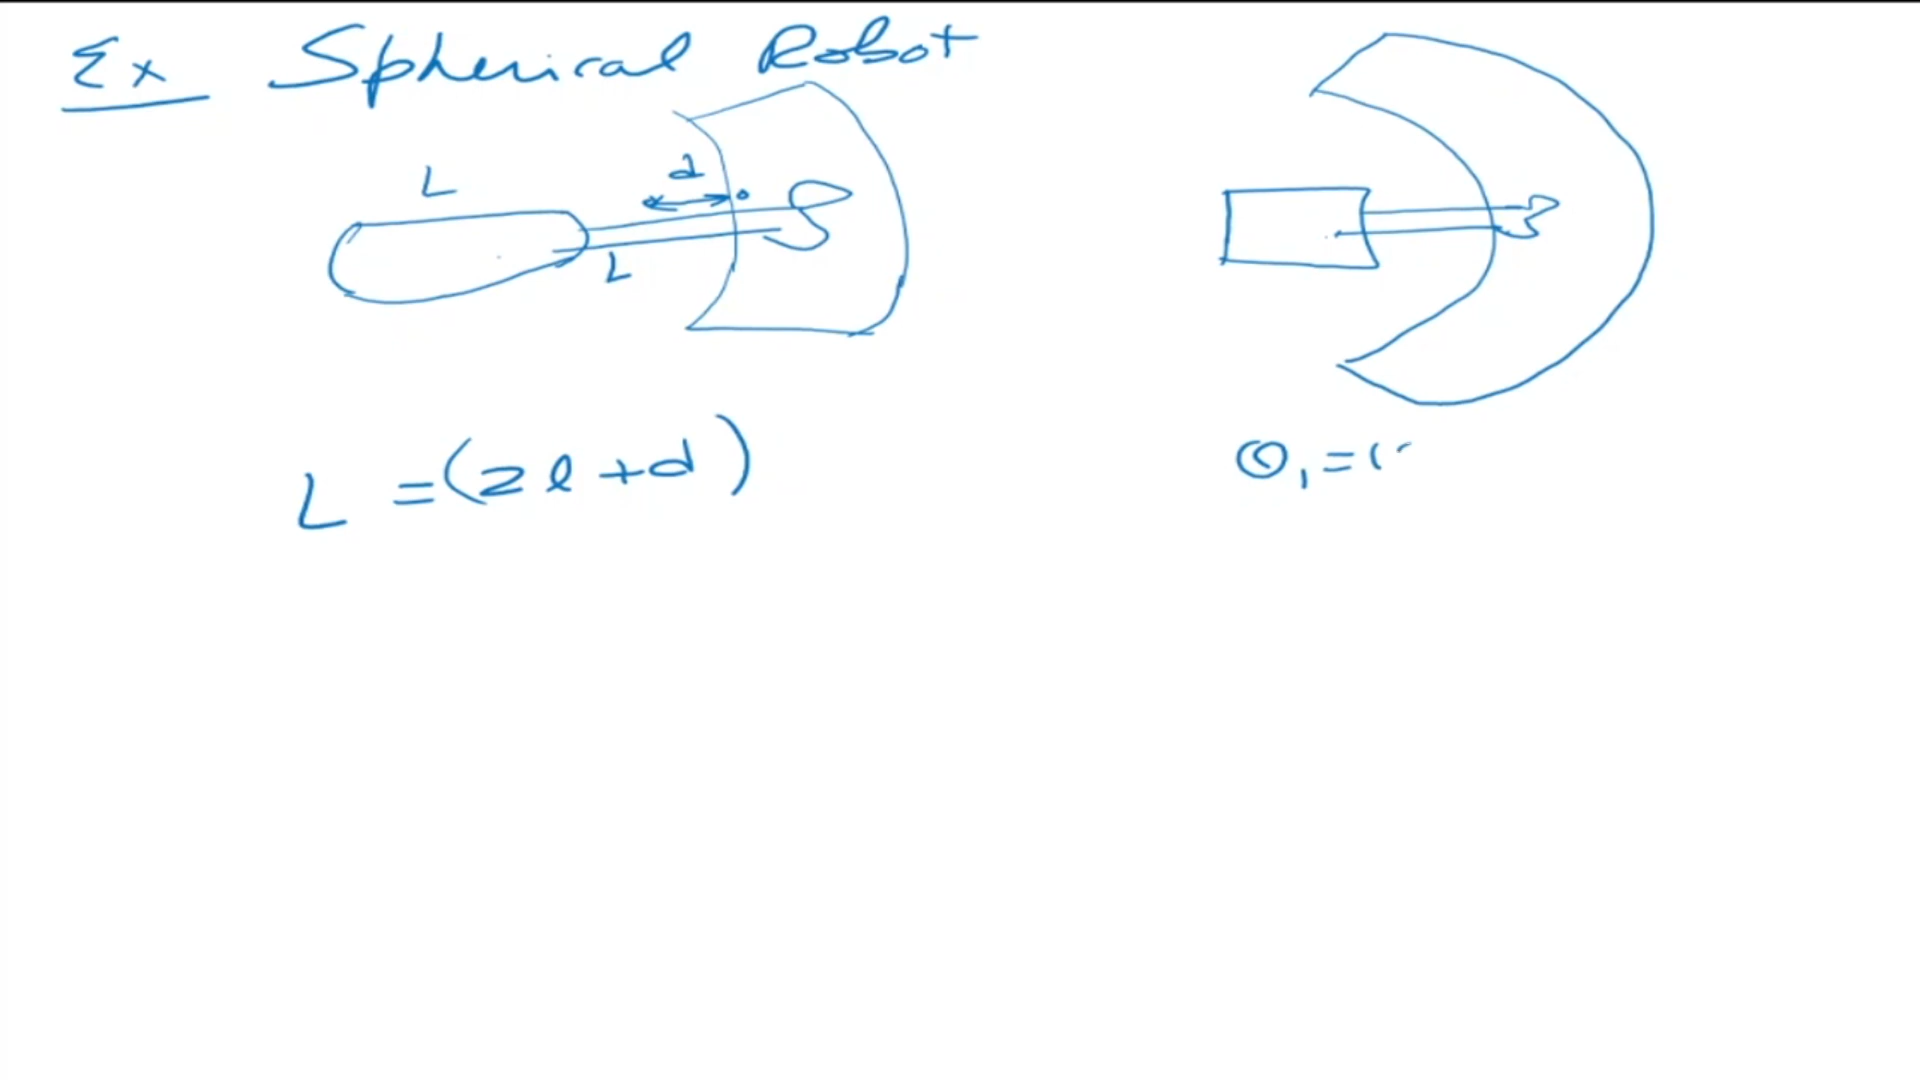 Ex Spherical Robot
L
d
L
L = (2l+d)
Θ₁ = (